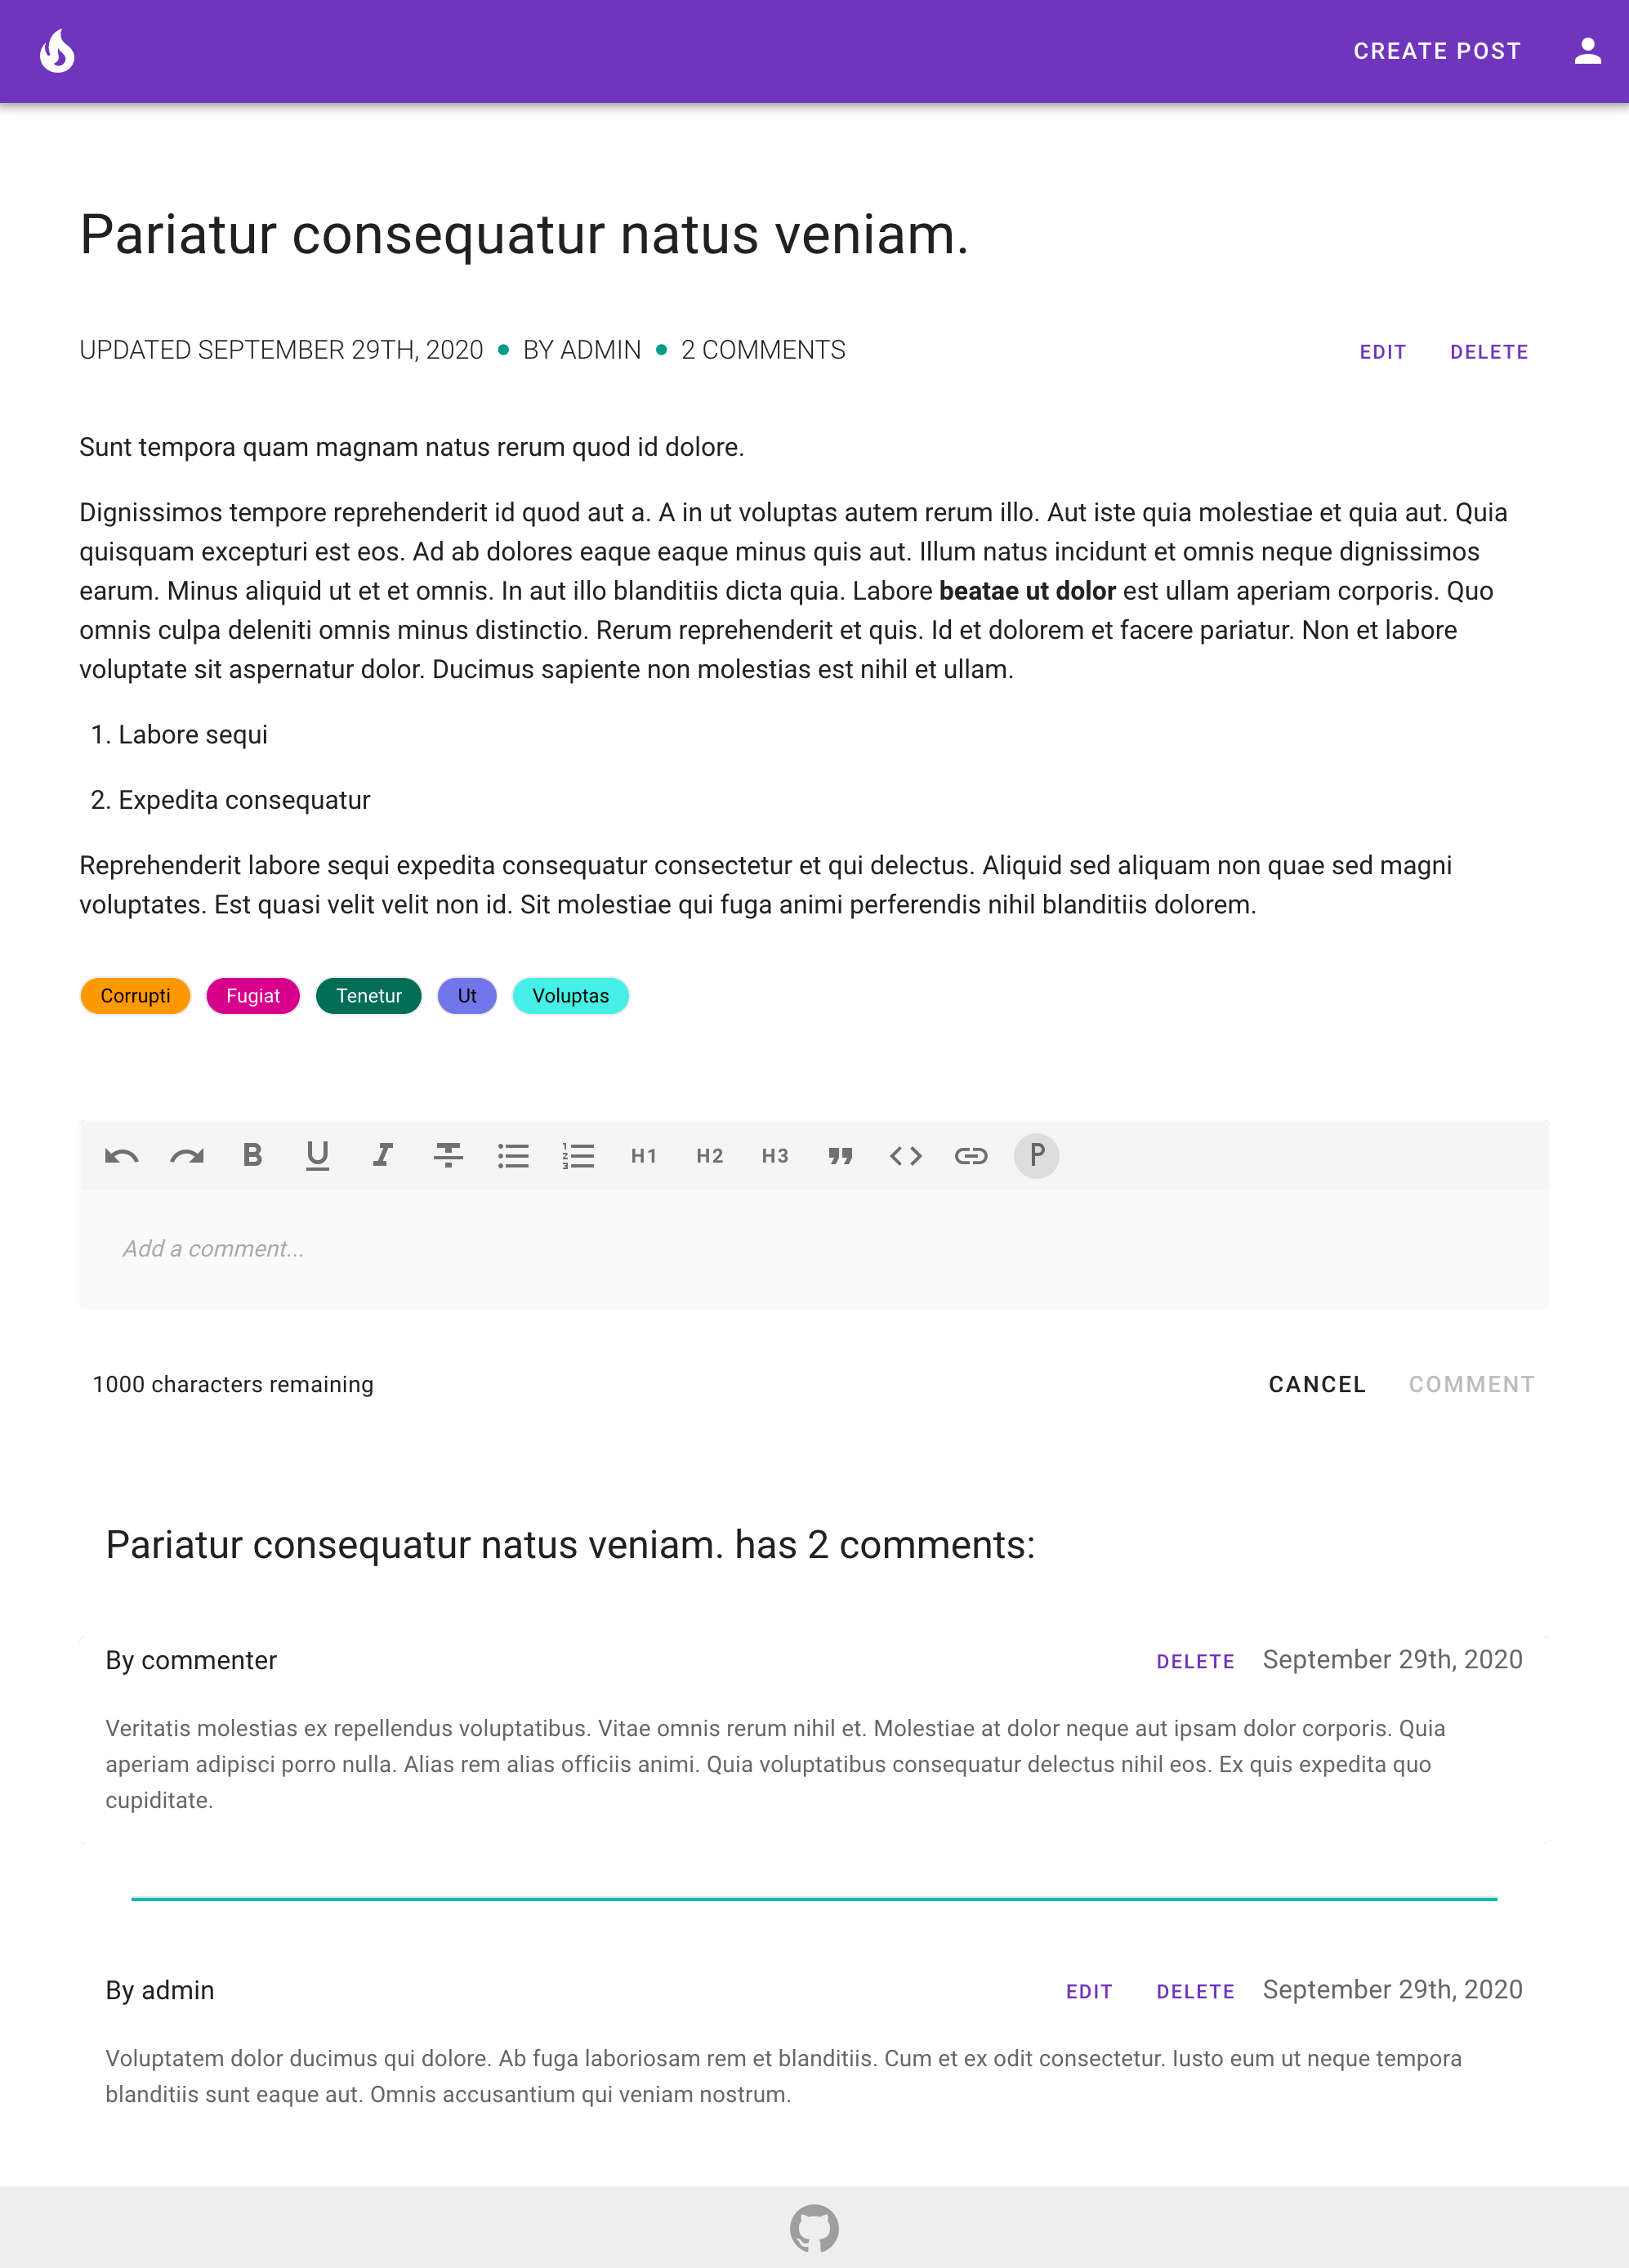 CREATE POST
Pariatur consequatur natus veniam.
UPDATED SEPTEMBER 29TH, 2020 • BY ADMIN • 2 COMMENTS
EDIT DELETE
Sunt tempora quam magnam natus rerum quod id dolore.
Dignissimos tempore reprehenderit id quod aut a. A in ut voluptas autem rerum illo. Aut iste quia molestiae et quia aut. Quia
quisquam excepturi est eos. Ad ab dolores eaque eaque minus quis aut. Illum natus incidunt et omnis neque dignissimos
earum. Minus aliquid ut et et omnis. In aut illo blanditiis dicta quia. Labore beatae ut dolor est ullam aperiam corporis. Quo
omnis culpa deleniti omnis minus distinctio. Rerum reprehenderit et quis. Id et dolorem et facere pariatur. Non et labore
voluptate sit aspernatur dolor. Ducimus sapiente non molestias est nihil et ullam.
1. Labore sequi
2. Expedita consequatur
Reprehenderit labore sequi expedita consequatur consectetur et qui delectus. Aliquid sed aliquam non quae sed magni
voluptates. Est quasi velit velit non id. Sit molestiae qui fuga animi perferendis nihil blanditiis dolorem.
Corrupti Fugiat Tenetur Ut Voluptas
B U I H1 H2 H3 P
Add a comment...
1000 characters remaining
CANCEL COMMENT
Pariatur consequatur natus veniam. has 2 comments:
By commenter
DELETE September 29th, 2020
Veritatis molestias ex repellendus voluptatibus. Vitae omnis rerum nihil et. Molestiae at dolor neque aut ipsam dolor corporis. Quia
aperiam adipisci porro nulla. Alias rem alias officiis animi. Quia voluptatibus consequatur delectus nihil eos. Ex quis expedita quo
cupiditate.
By admin
EDIT DELETE September 29th, 2020
Voluptatem dolor ducimus qui dolore. Ab fuga laboriosam rem et blanditiis. Cum et ex odit consectetur. Iusto eum ut neque tempora
blanditiis sunt eaque aut. Omnis accusantium qui veniam nostrum.